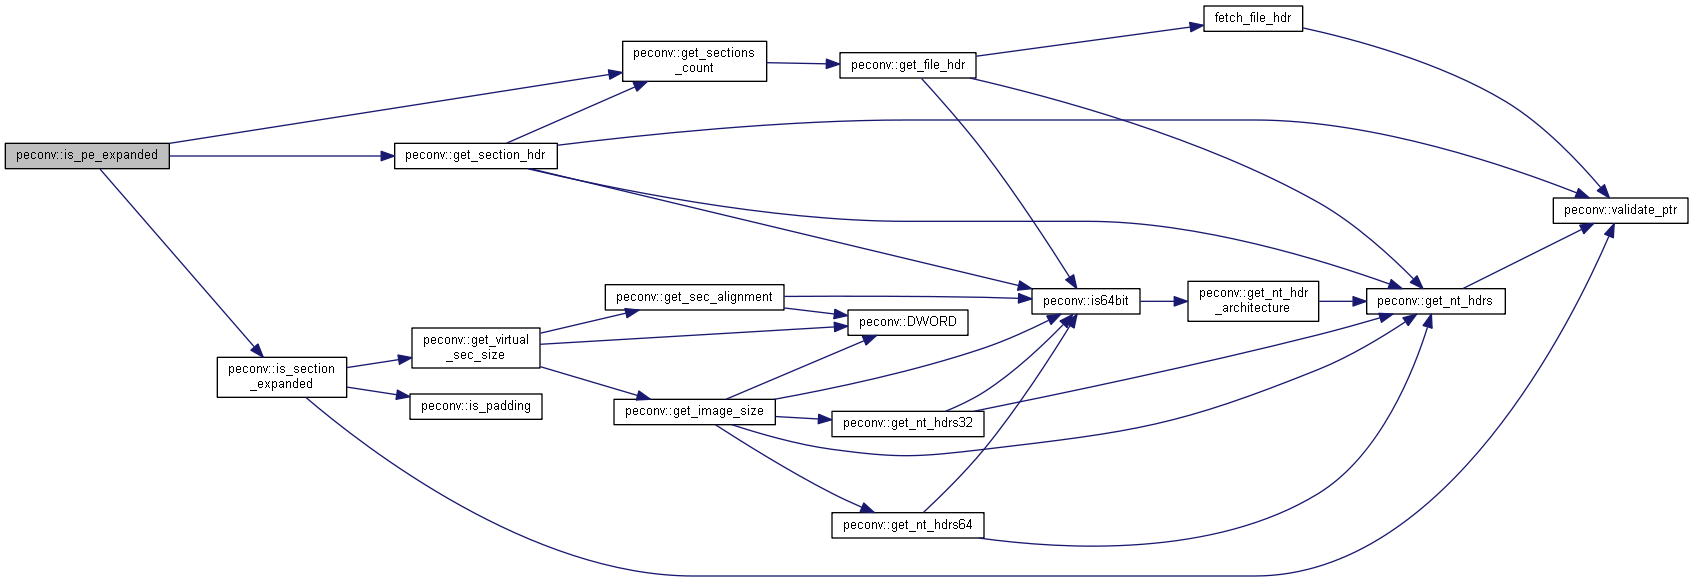 fetch_file_hdr
peconv::get_sections
_count
peconv::get_file_hdr
peconv::is_pe_expanded
peconv::get_section_hdr
peconv::validate_ptr
peconv::get_sec_alignment
peconv::is64bit
peconv::get_nt_hdr
_architecture
peconv::get_nt_hdrs
peconv::DWORD
peconv::get_virtual
_sec_size
peconv::is_section
_expanded
peconv::is_padding
peconv::get_image_size
peconv::get_nt_hdrs32
peconv::get_nt_hdrs64